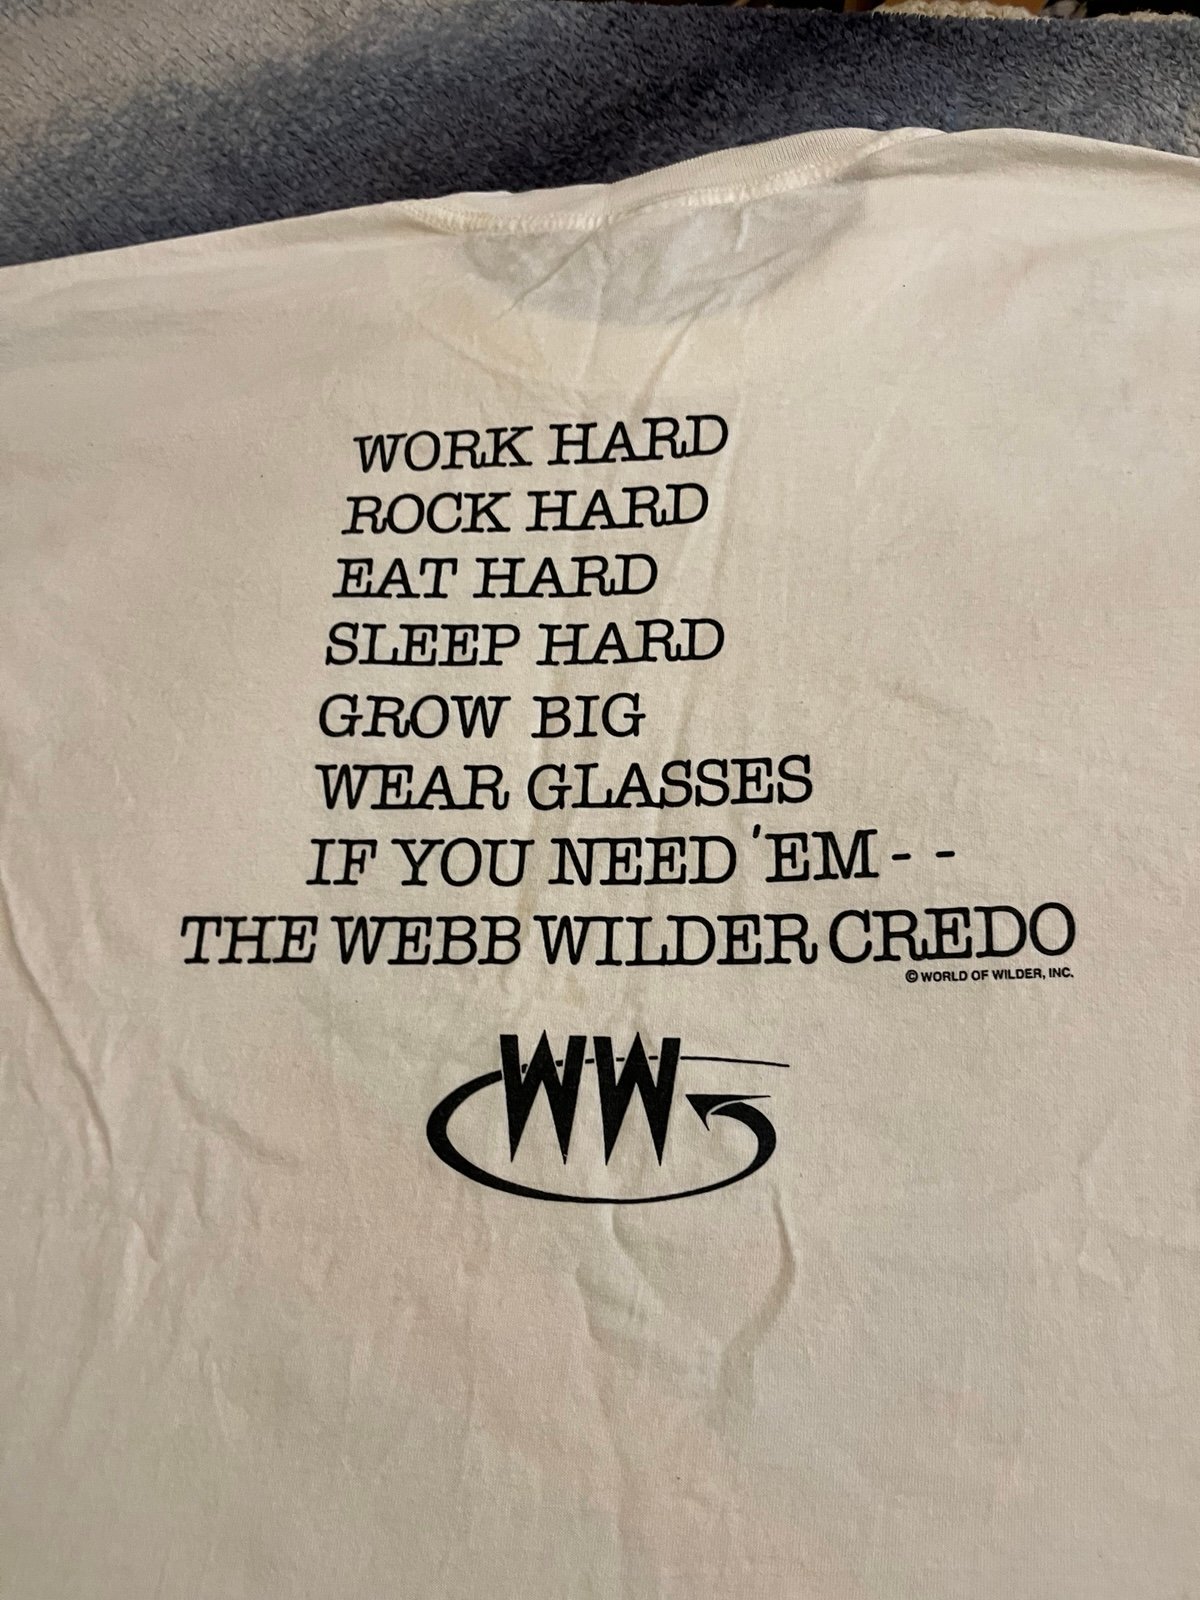 WORK HARD
ROCK HARD
EAT HARD
SLEEP HARD
GROW BIG
WEAR GLASSES
IF YOU NEED 'EM - -
THE WEBB WILDER CREDO
© WORLD OF WILDER, INC.
WW